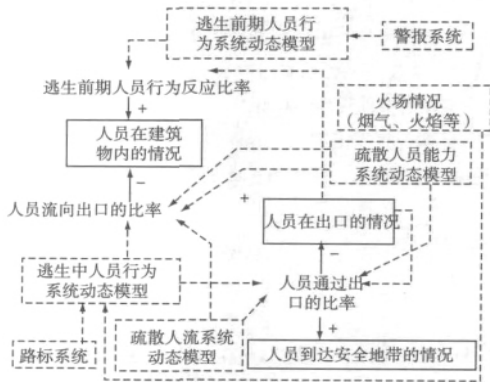 逃生前期人员行
为系统动态模型
警报系统
逃生前期人员行为反应比率
+
火场情况
（烟气、火焰等）
人员在建筑
物内的情况
疏散人员能力
系统动态模型
−
+
人员流向出口的比率
人员在出口的情况
−
逃生中人员行为
系统动态模型
人员通过出
口的比率
+
疏散人流系统
动态模型
路标系统
人员到达安全地带的情况